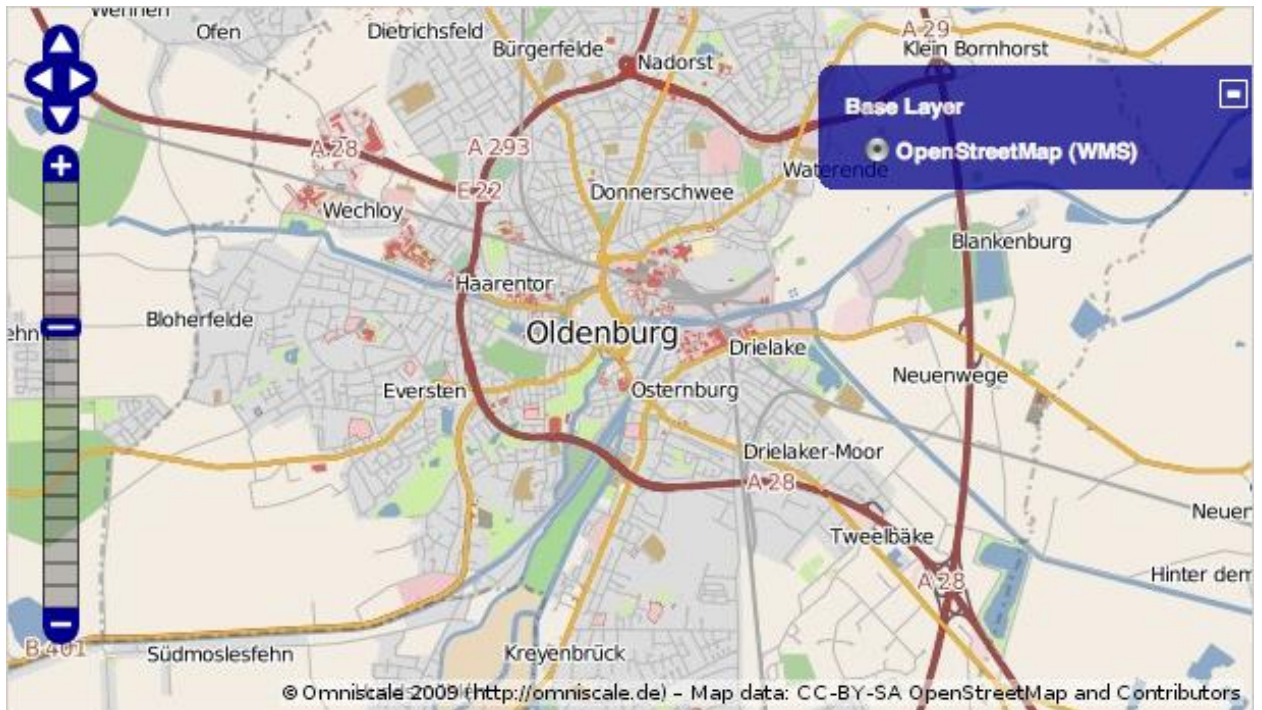 Wehnen
Ofen
Dietrichsfeld
Bürgerfelde
Nadorst
A 29
Klein Bornhorst
Base Layer
OpenStreetMap (WMS)
A 28
A 293
E 22
Waterende
Donnerschwee
Wechloy
Blankenburg
Haarentor
Bloherfelde
ehn
Oldenburg
Drielake
Neuenwege
Eversten
Osternburg
Drielaker-Moor
A 28
Neuer
Tweelbäke
A 28
Hinter dem
B 401
Südmoslesfehn
Kreyenbrück
© Omniscale 2009 (http://omniscale.de) – Map data: CC-BY-SA OpenStreetMap and Contributors